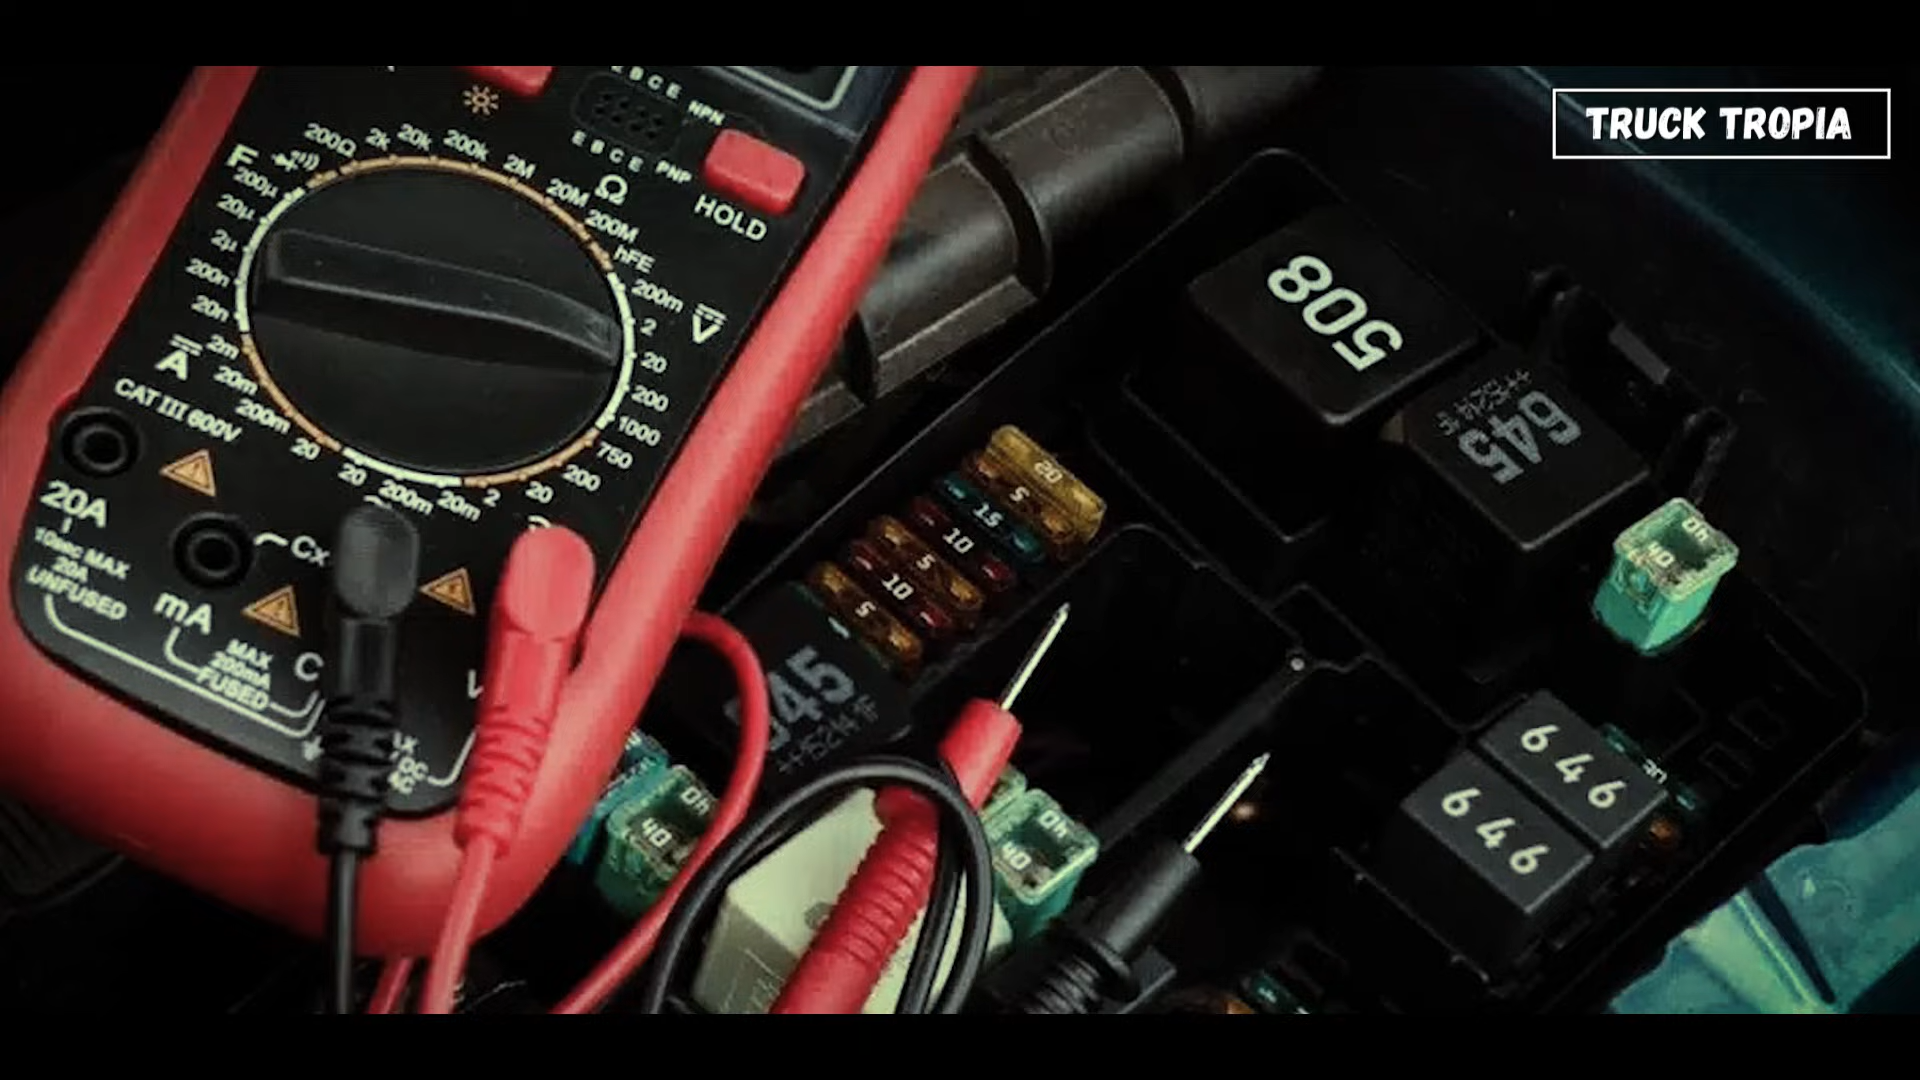 TRUCK TROPIA
E B C E
NPN
E B C E
PNP
HOLD
200Ω
2k
20k
200k
2M
20M
Ω
200M
hFE
200m
V
2
20
200
1000
750
200
20
2
20m
200m
20
F
200µ
20µ
2µ
200n
20n
A
2m
20m
200m
20
CAT III 600V
20A
10sec MAX
20A
UNFUSED
Cx
mA
MAX
200mA
FUSED
C
V
DC
AC
508
645
20
5
15
10
5
10
5
645
40
40
40
646
646
30